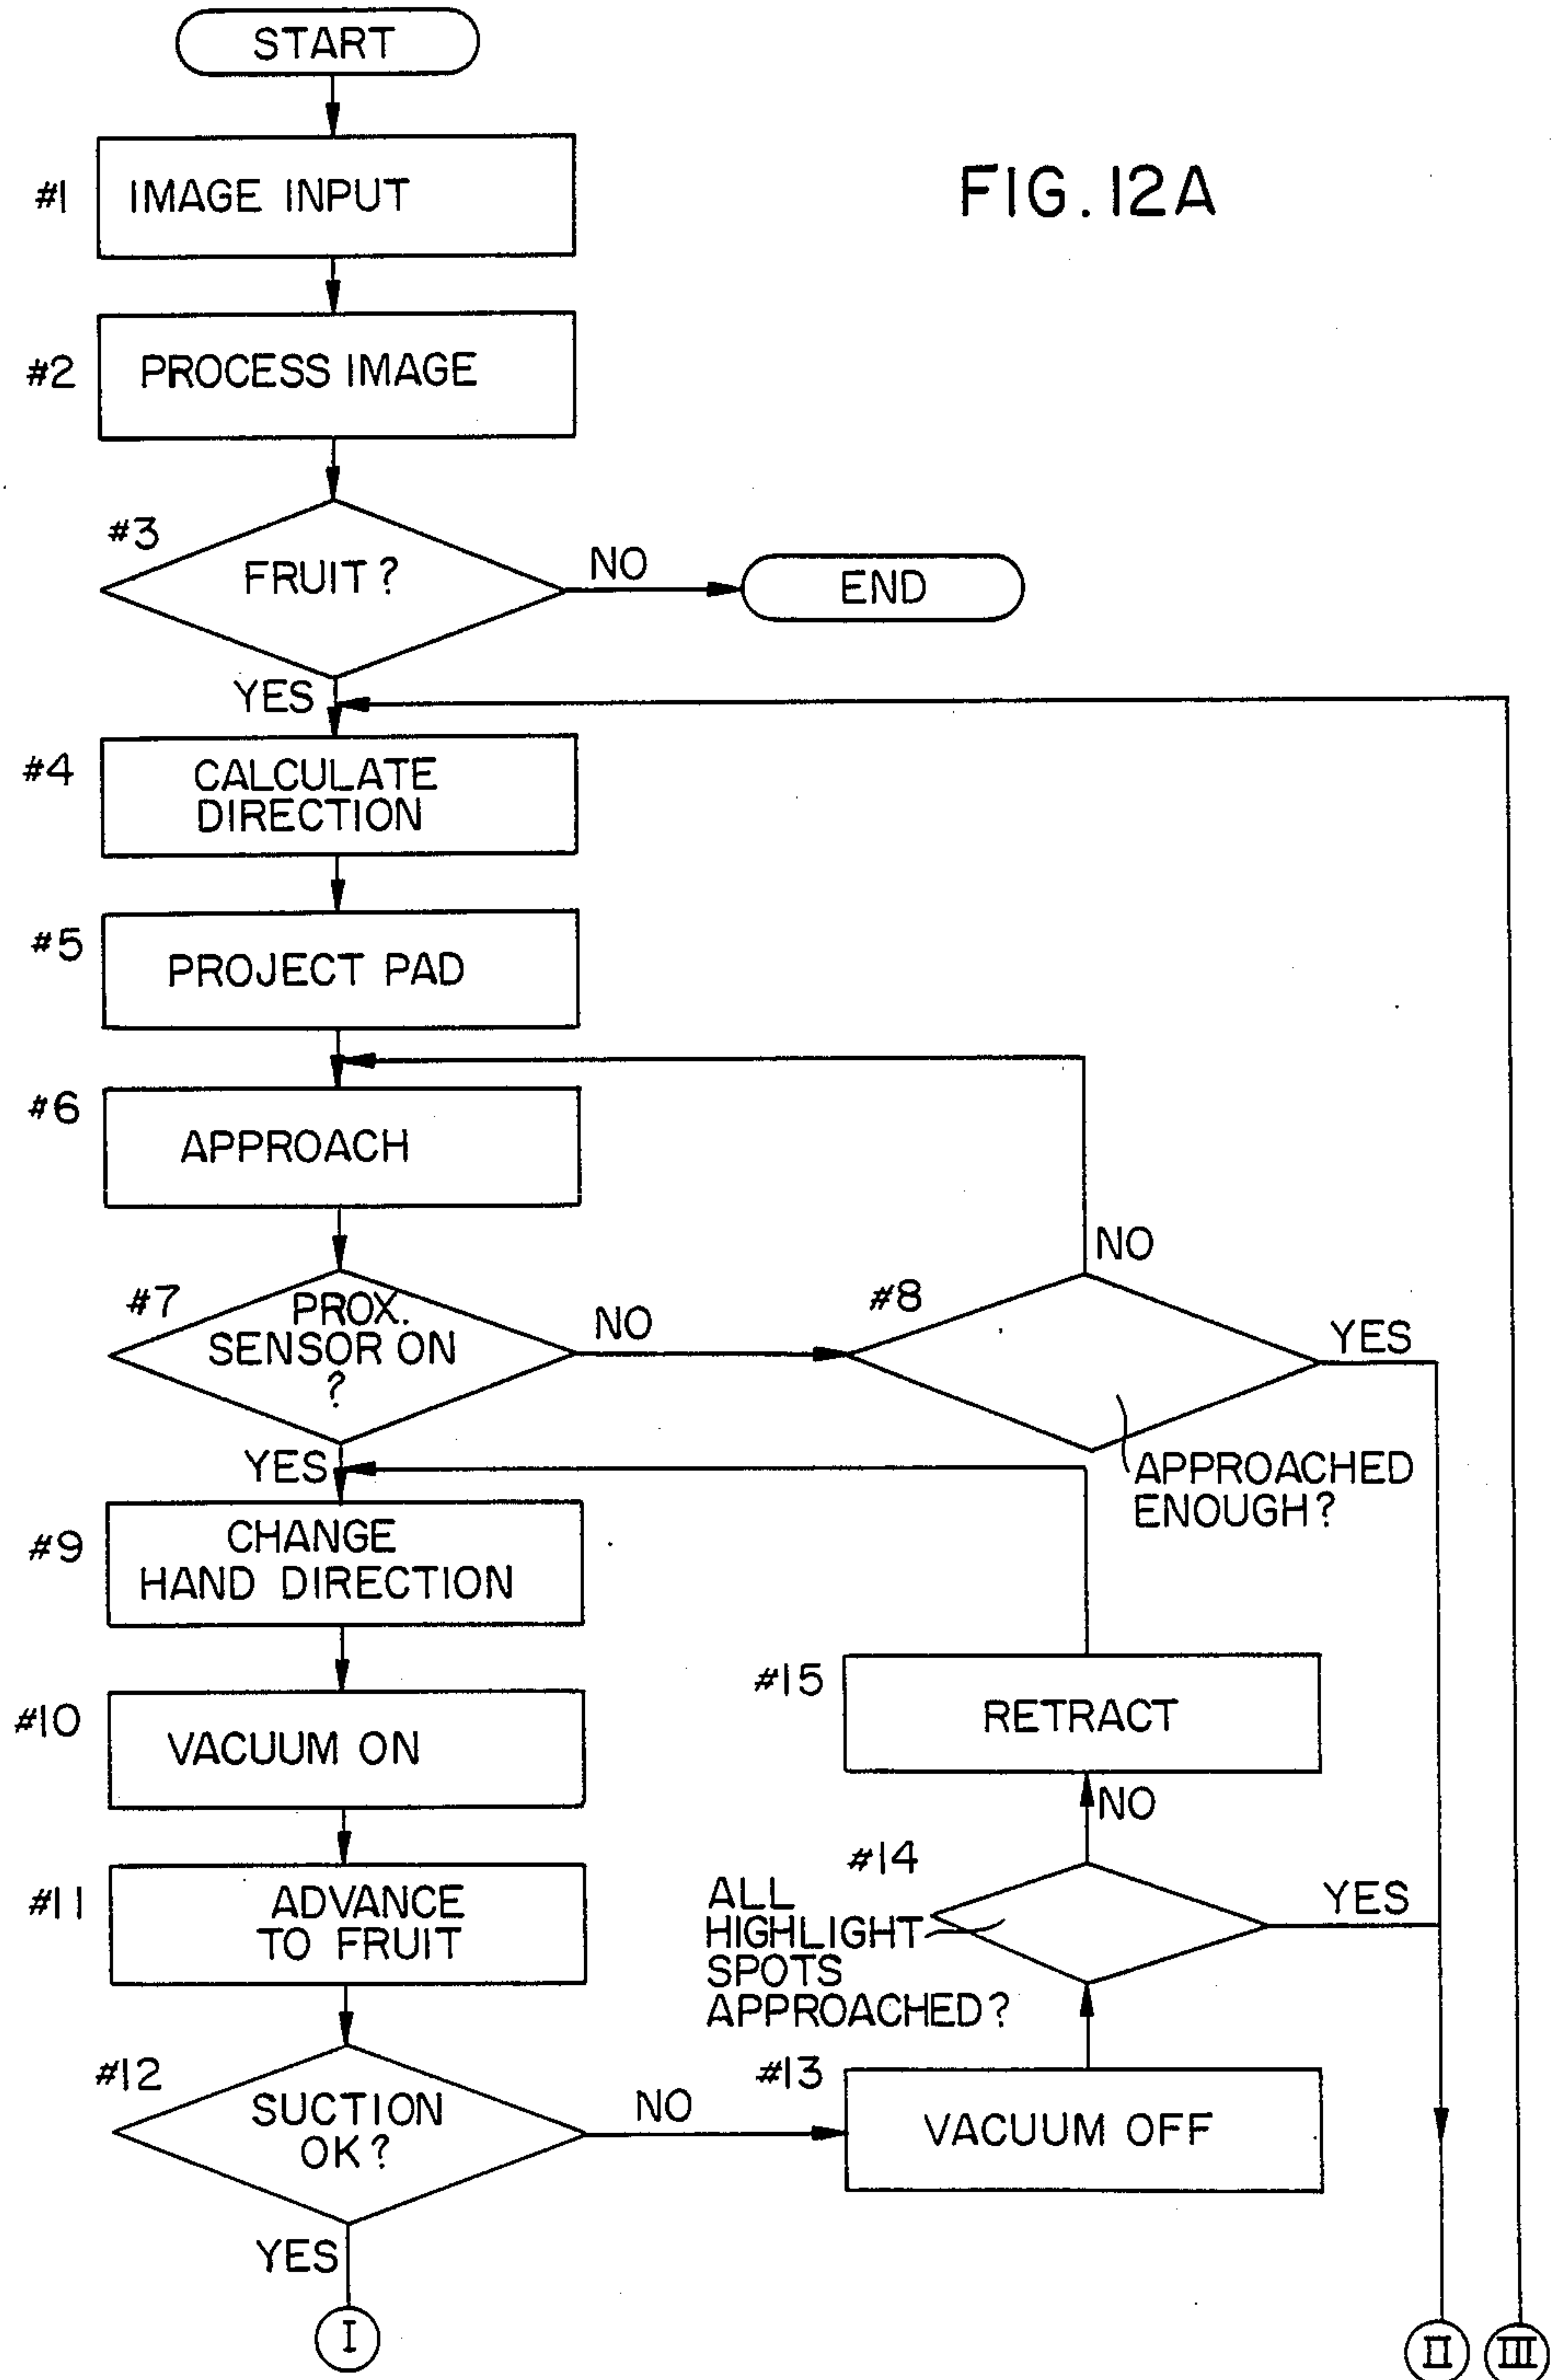 START
FIG. 12A
#1
IMAGE INPUT
#2
PROCESS IMAGE
#3
FRUIT?
NO
END
YES
#4
CALCULATE
DIRECTION
#5
PROJECT PAD
#6
APPROACH
#7
PROX.
SENSOR ON
?
NO
#8
NO
YES
APPROACHED
ENOUGH?
YES
#9
CHANGE
HAND DIRECTION
#10
VACUUM ON
#15
RETRACT
NO
#11
ADVANCE
TO FRUIT
#14
ALL
HIGHLIGHT
SPOTS
APPROACHED?
YES
#12
SUCTION
OK?
NO
#13
VACUUM OFF
YES
I
II
III